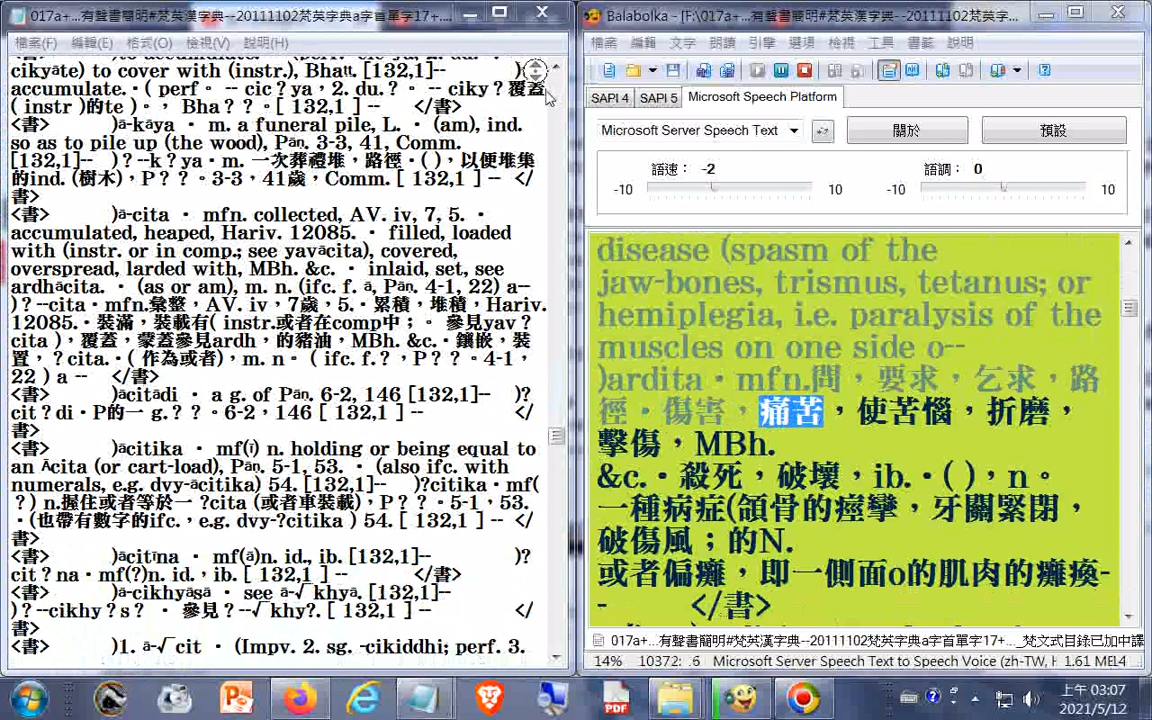 017a+...有聲書簡明#梵英漢字典--20111102梵英字典a字首單字17+...
檔案(F) 編輯(E) 格式(O) 檢視(V) 說明(H)
cikyāte) to cover with (instr.), Bhaṭṭ. [132,1]-- )
accumulate.·( perf。-- cic ? ya, 2. du. ?。-- ciky ? 覆蓋
( instr )的te )。, Bha ? ?。[ 132,1 ] -- </書>
<書> )ā-kāya · m. a funeral pile, L. · (am), ind.
so as to pile up (the wood), Pāṇ. 3-3, 41, Comm.
[132,1]-- )? --k ? ya·m. 一次葬禮堆,路徑·( ),以便堆集
的ind. (樹木),P ? ?。3-3,41歲,Comm. [ 132,1 ] -- </
書>
<書> )ā-cita · mfn. collected, AV. iv, 7, 5. ·
accumulated, heaped, Hariv. 12085. · filled, loaded
with (instr. or in comp.; see yavācita), covered,
overspread, larded with, MBh. &c. · inlaid, set, see
ardhācita. · (as or am), m. n. (ifc. f. ā, Pāṇ. 4-1, 22) a--
)? --cita·mfn.彙整,AV. iv,7歲,5.·累積,堆積,Hariv.
12085.·裝滿,裝載有( instr.或者在comp中;。參見yav ?
cita ),覆蓋,蒙蓋參見ardh,的豬油,MBh. &c.·鑲嵌,裝
置,? cita.·( 作為或者),m. n.。( ifc. f. ?,P ? ?。4-1,
22 ) a -- </書>
<書> )ācitādi · a g. of Pāṇ. 6-2, 146 [132,1]-- )?
cit ? di·P的一 g. ? ?。6-2,146 [ 132,1 ] -- </
書>
<書> )ācitika · mf(ī) n. holding or being equal to
an Ācita (or cart-load), Pāṇ. 5-1, 53. · (also ifc. with
numerals, e.g. dvy-ācitika) 54. [132,1]-- )?citika·mf(
? ) n.握住或者等於一 ?cita (或者車裝載),P ? ?。5-1,53.
·(也帶有數字的ifc.,e.g. dvy-?citika ) 54. [ 132,1 ] -- </
書>
<書> )ācitīna · mf(ā)n. id., ib. [132,1]-- )?
cit ? na·mf(?)n. id.,ib. [ 132,1 ] -- </書>
<書> )ā-cikhyāsā · see ā-√khyā. [132,1]--
)? --cikhy ? s ?· 參見 ? --√ khy ?. [ 132,1 ] -- </
書>
<書> )1. ā-√cit · (Impv. 2. sg. -cikiddhi; perf. 3.
Balabolka - [F:\017a+...有聲書簡明#梵英漢字典--20111102梵英字...
檔案 編輯 文字 朗讀 引擎 選項 檢視 工具 書籤 說明
SAPI 4 SAPI 5 Microsoft Speech Platform
Microsoft Server Speech Text 關於 預設
語速: -2 語調: 0
-10 10 -10 10
disease (spasm of the
jaw-bones, trismus, tetanus; or
hemiplegia, i.e. paralysis of the
muscles on one side o--
)ardita·mfn.問,要求,乞求,路
徑·傷害,痛苦,使苦惱,折磨,
擊傷,MBh.
&c.·殺死,破壞,ib.·( ),n。
一種病症(頜骨的痙攣,牙關緊閉,
破傷風;的N.
或者偏癱,即一側面o的肌肉的癱瘓-
- </書>
017a+...有聲書簡明#梵英漢字典--20111102梵英字典a字首單字17+..._梵文式目錄已加中譯
14% 10372: .6 Microsoft Server Speech Text to Speech Voice (zh-TW, H 1.61 MEL4
上午 03:07
2021/5/12